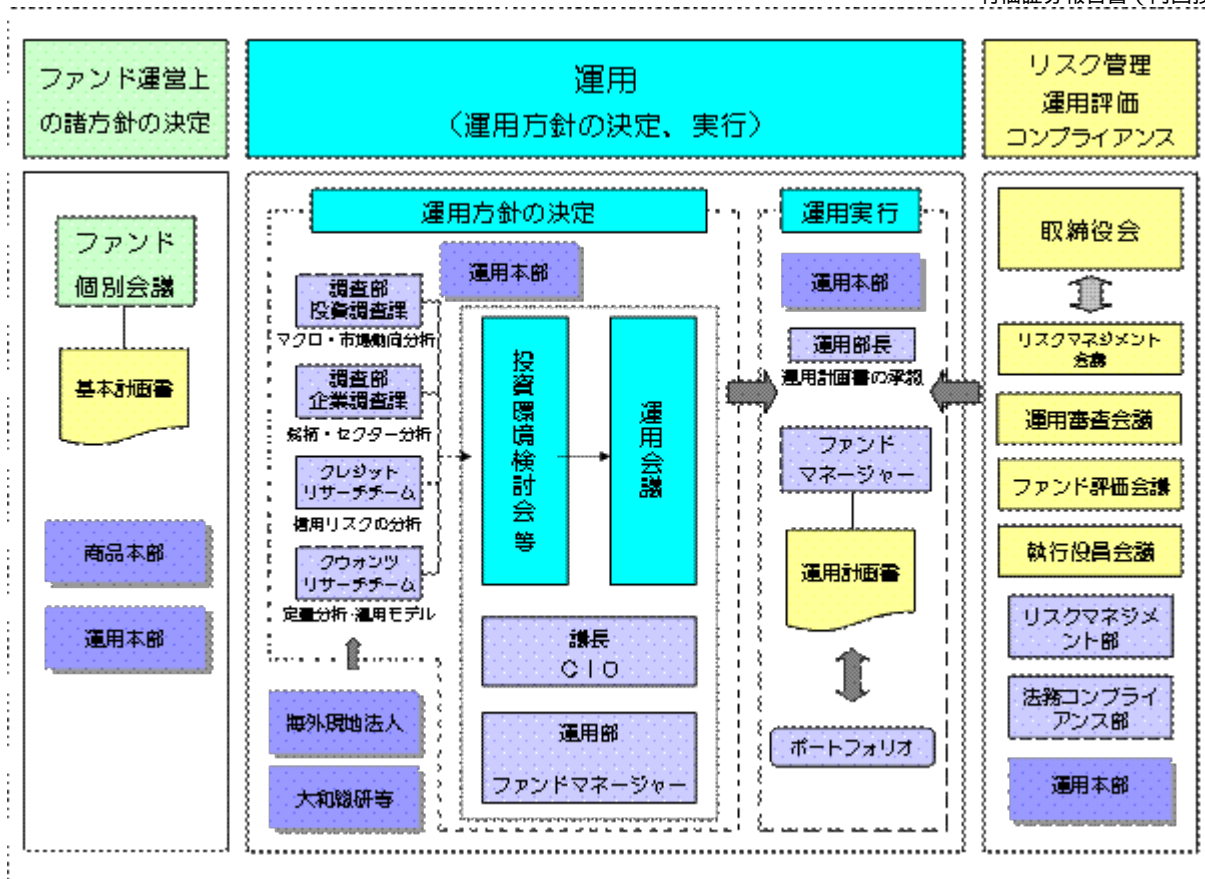 ファンド運営上
の諸方針の決定
運用
(運用方針の決定、実行)
リスク管理
運用評価
コンプライアンス
ファンド
個別会議
基本計画書
商品本部
運用本部
運用方針の決定
運用本部
調査部
投資調査課
マクロ・市場動向分析
調査部
企業調査課
銘柄・セクター分析
クレジット
リサーチチーム
信用リスクの分析
クウォンツ
リサーチチーム
定量分析・運用モデル
海外現地法人
大和総研等
投資環境検討会等
運用会議
議長
CIO
運用部
ファンドマネージャー
運用実行
運用本部
運用部長
運用計画書の承認
ファンド
マネージャー
運用計画書
ポートフォリオ
取締役会
リスクマネジメント
会議
運用審査会議
ファンド評価会議
執行役員会議
リスクマネジメ
ント部
法務コンプライ
アンス部
運用本部